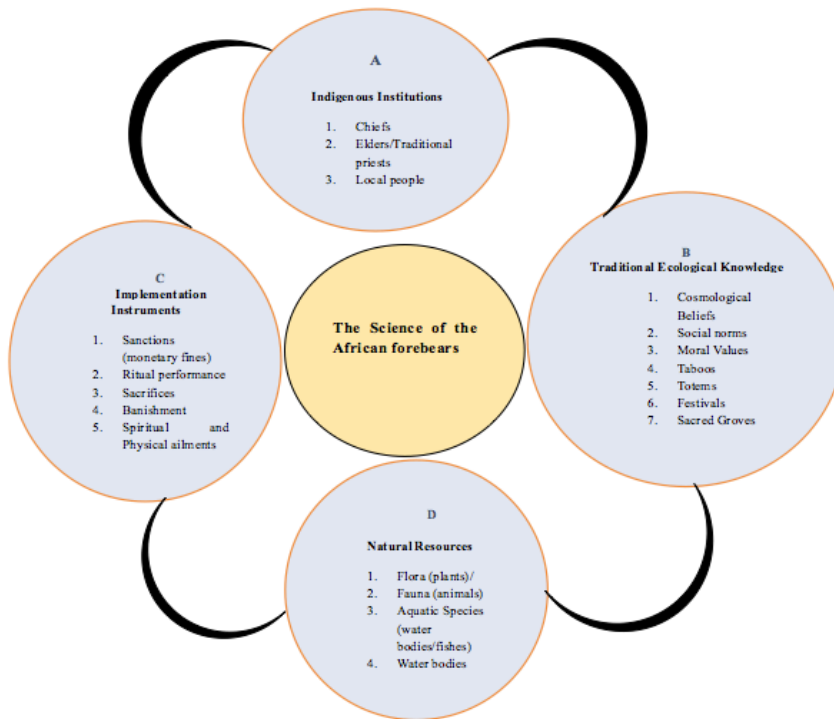 A
Indigenous Institutions
1. Chiefs
2. Elders/Traditional
priests
3. Local people
B
Traditional Ecological Knowledge
1. Cosmological
Beliefs
2. Social norms
3. Moral Values
4. Taboos
5. Totems
6. Festivals
7. Sacred Groves
C
Implementation
Instruments
1. Sanctions
(monetary fines)
2. Ritual performance
3. Sacrifices
4. Banishment
5. Spiritual and
Physical ailments
The Science of the
African forebears
D
Natural Resources
1. Flora (plants)/
2. Fauna (animals)
3. Aquatic Species
(water
bodies/fishes)
4. Water bodies